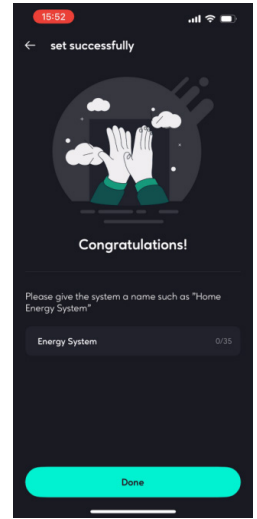 15:52
← set successfully
Congratulations!
Please give the system a name such as "Home
Energy System"
Energy System 0/35
Done